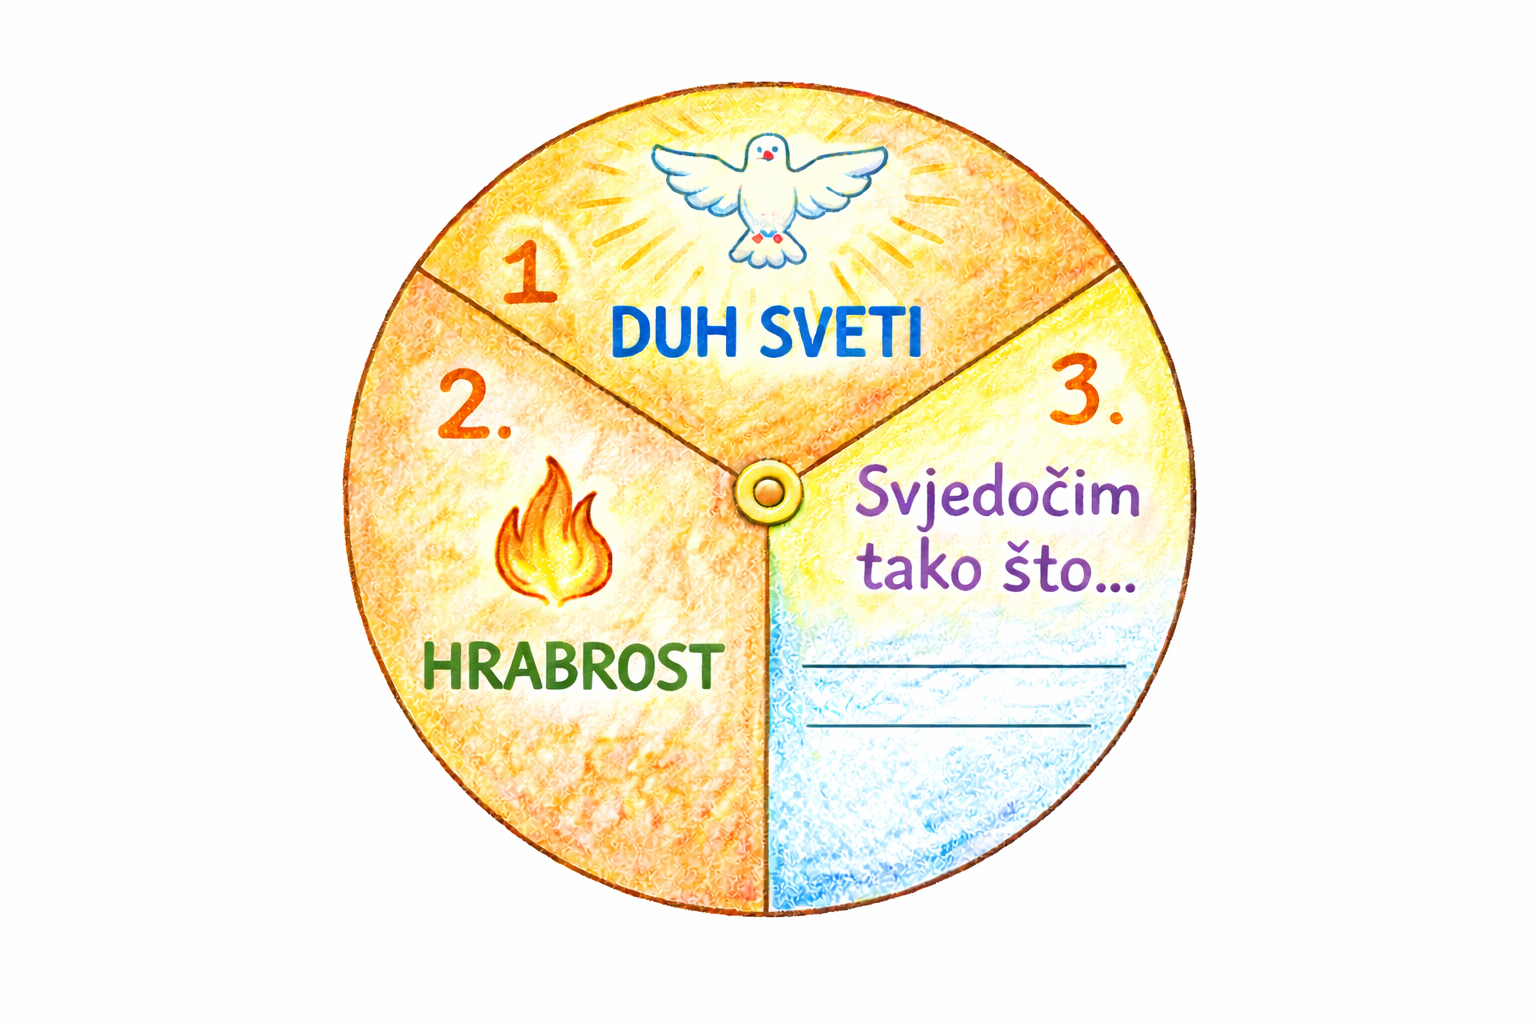 1
DUH SVETI
2.
HRABROST
3.
Svjedočim
tako što...